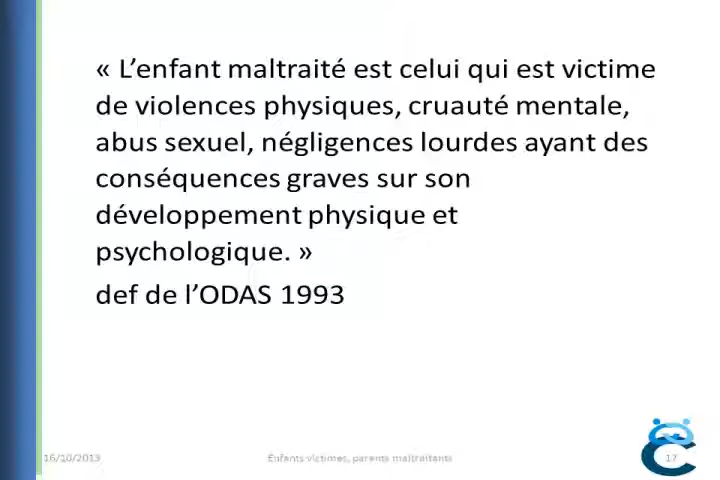 « L’enfant maltraité est celui qui est victime
de violences physiques, cruauté mentale,
abus sexuel, négligences lourdes ayant des
conséquences graves sur son
développement physique et
psychologique. »
def de l’ODAS 1993
16/10/2013
Enfants victimes, parents maltraitants
17